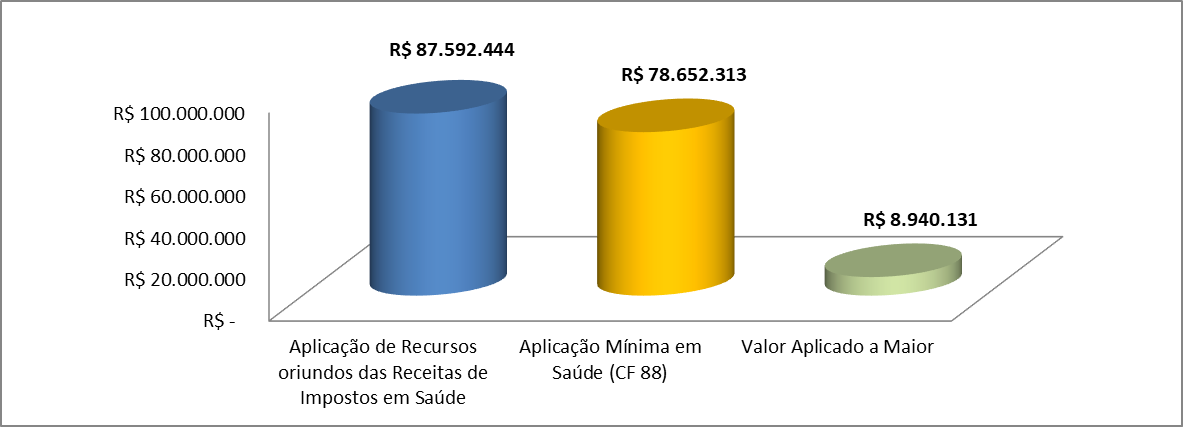 R$ 87.592.444
R$ 78.652.313
R$ 8.940.131
R$ 100.000.000
R$ 80.000.000
R$ 60.000.000
R$ 40.000.000
R$ 20.000.000
R$ -
Aplicação de Recursos
oriundos das Receitas de
Impostos em Saúde
Aplicação Mínima em
Saúde (CF 88)
Valor Aplicado a Maior